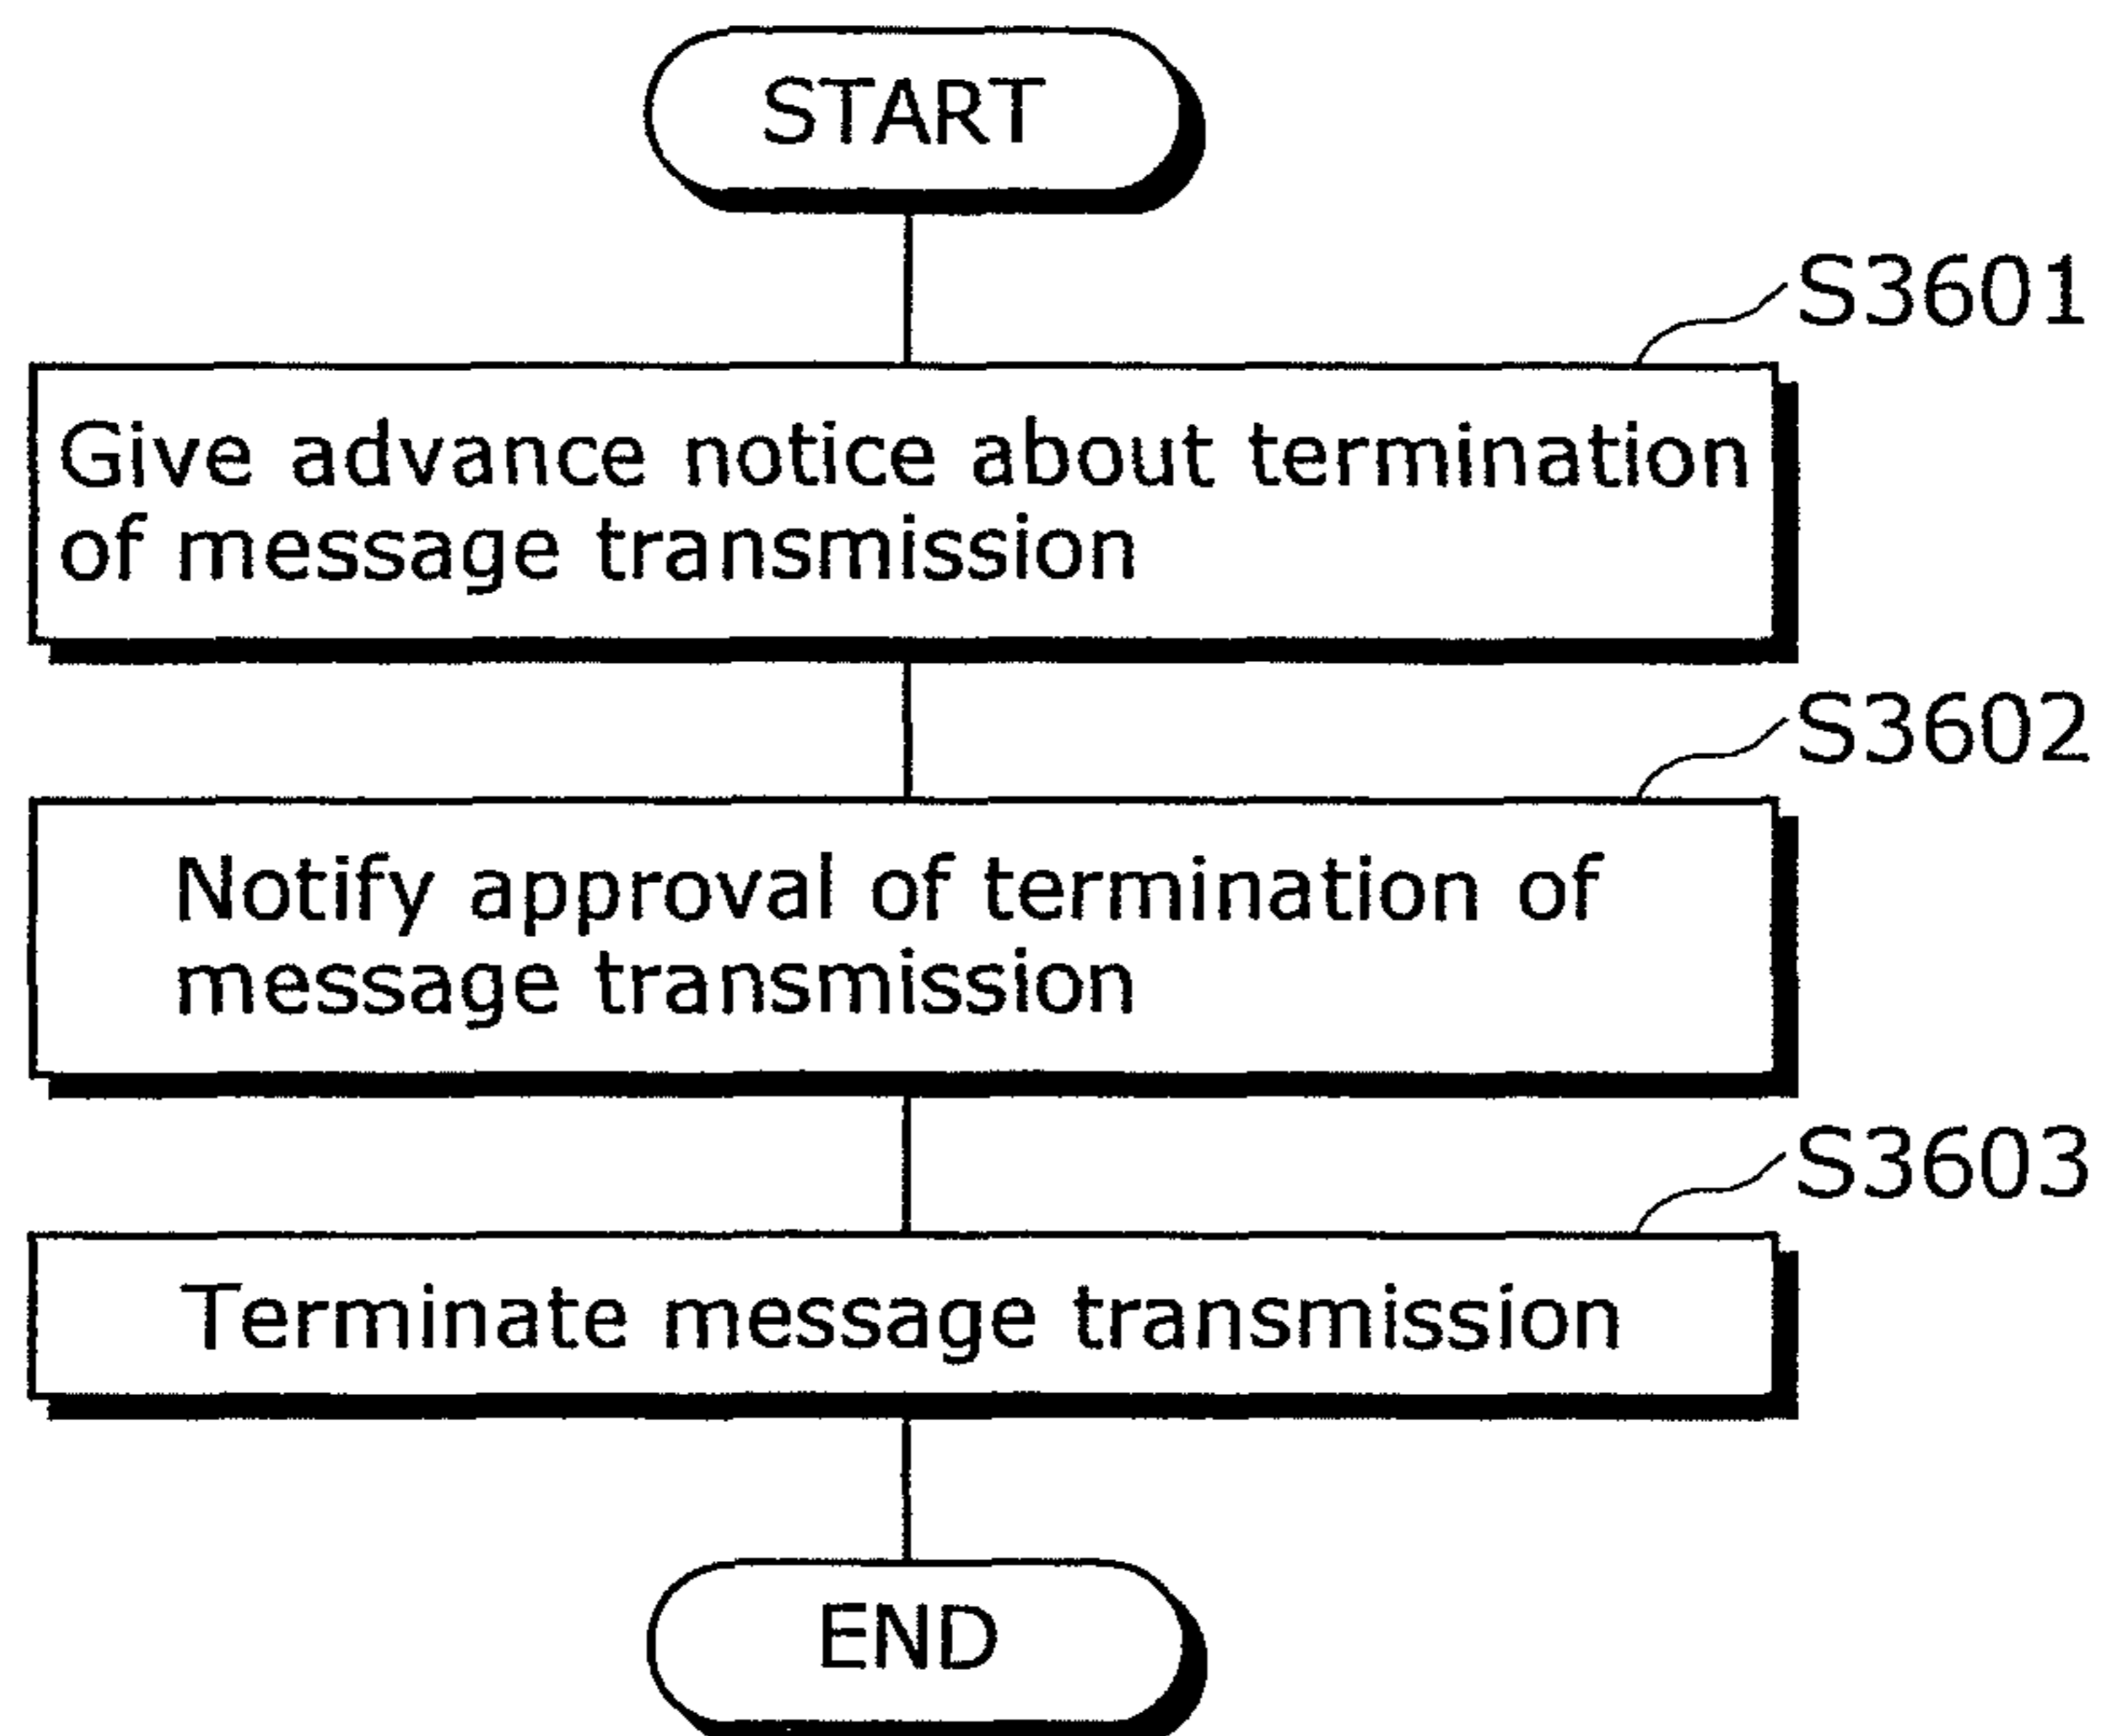 START
S3601
Give advance notice about termination
of message transmission
S3602
Notify approval of termination of
message transmission
S3603
Terminate message transmission
END